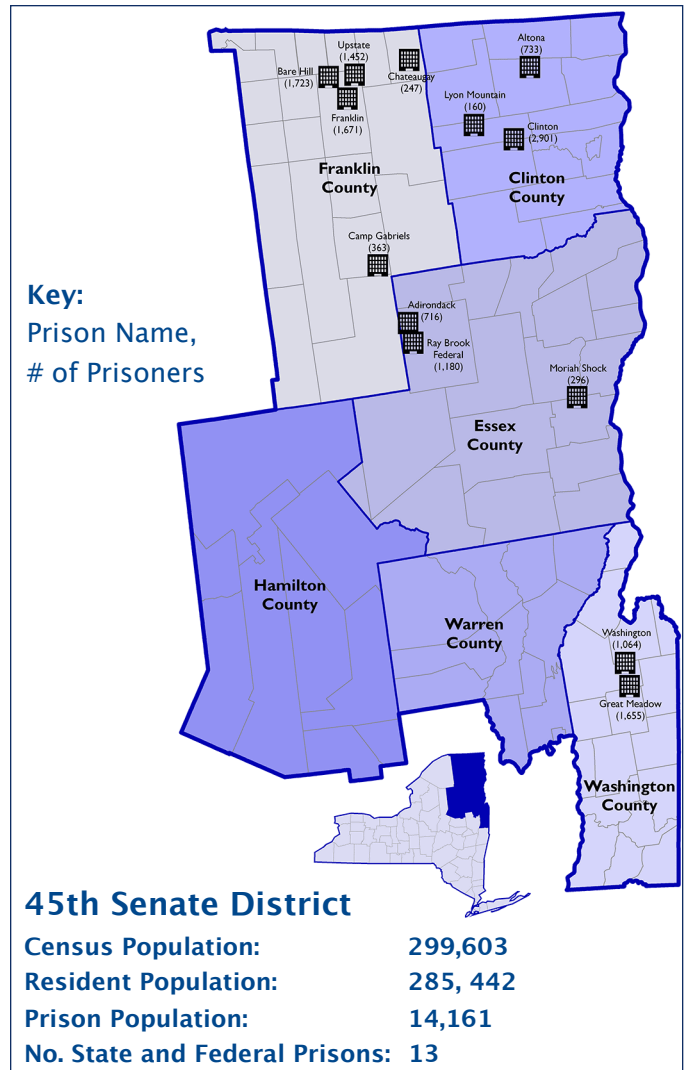 Upstate
(1,452)
Bare Hill
(1,723)
Chateaugay
(247)
Franklin
(1,671)
Franklin
County
Camp Gabriels
(363)
Altona
(733)
Lyon Mountain
(160)
Clinton
(2,901)
Clinton
County
Key:
Prison Name,
# of Prisoners
Adirondack
(716)
Ray Brook
Federal
(1,180)
Moriah Shock
(296)
Essex
County
Hamilton
County
Warren
County
Washington
(1,064)
Great Meadow
(1,655)
Washington
County
45th Senate District
Census Population: 299,603
Resident Population: 285, 442
Prison Population: 14,161
No. State and Federal Prisons: 13